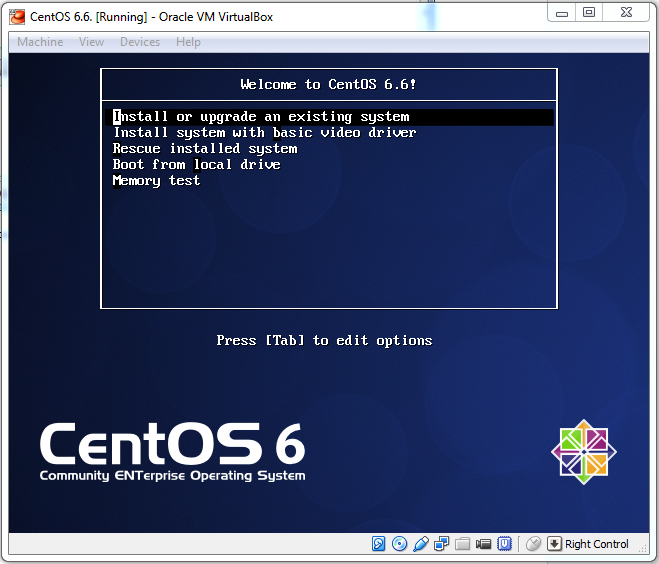 CentOS 6.6. [Running] - Oracle VM VirtualBox
Machine View Devices Help
Welcome to CentOS 6.6!
Install or upgrade an existing system
Install system with basic video driver
Rescue installed system
Boot from local drive
Memory test
Press [Tab] to edit options
CentOS 6
Community ENTerprise Operating System
Right Control